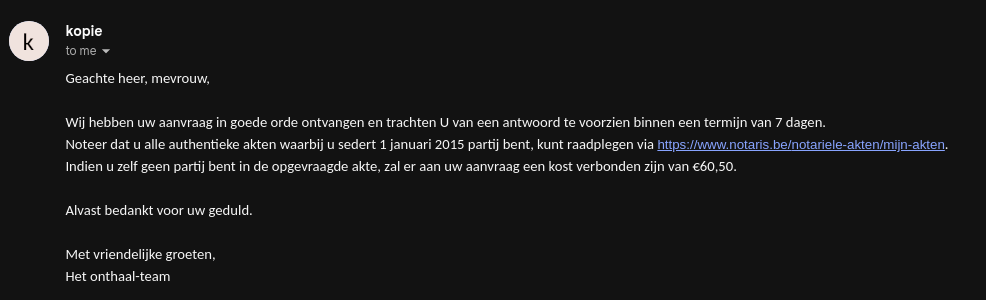 k
kopie
to me
Geachte heer, mevrouw,
Wij hebben uw aanvraag in goede orde ontvangen en trachten U van een antwoord te voorzien binnen een termijn van 7 dagen.
Noteer dat u alle authentieke akten waarbij u sedert 1 januari 2015 partij bent, kunt raadplegen via https://www.notaris.be/notariele-akten/mijn-akten.
Indien u zelf geen partij bent in de opgevraagde akte, zal er aan uw aanvraag een kost verbonden zijn van €60,50.
Alvast bedankt voor uw geduld.
Met vriendelijke groeten,
Het onthaal-team